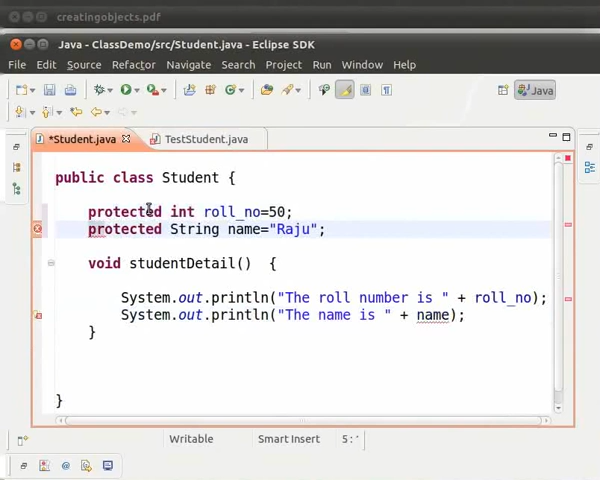 creatingobjects.pdf
Java - ClassDemo/src/Student.java - Eclipse SDK
File Edit Source Refactor Navigate Search Project Run Window Help
Java
*Student.java TestStudent.java
public class Student {
protected int roll_no=50;
protected String name="Raju";
void studentDetail() {
System.out.println("The roll number is " + roll_no);
System.out.println("The name is " + name);
}
}
Writable Smart Insert 5: